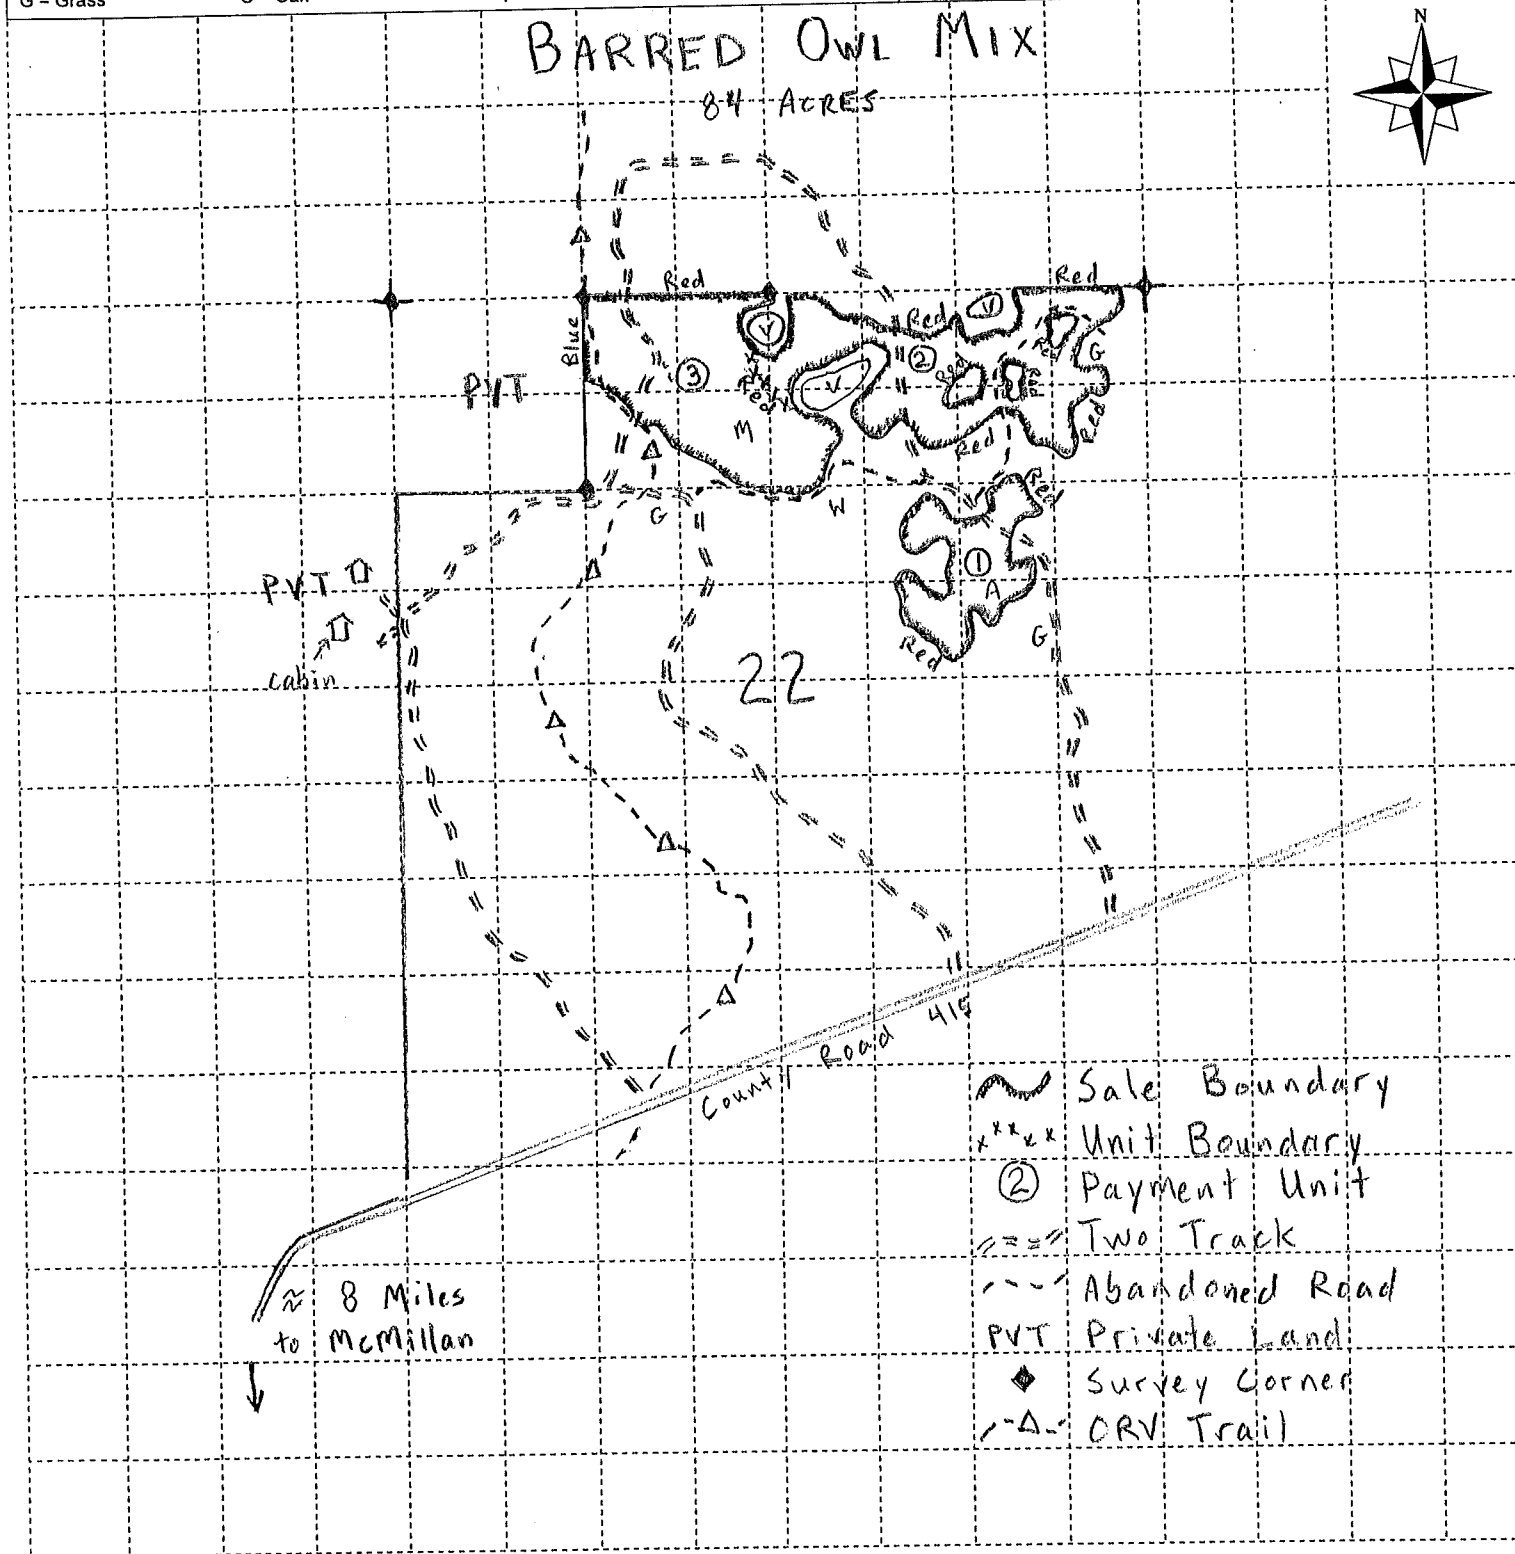 G – Grass
BARRED OWL MIX
84 ACRES
N
Red
Red
Blue
V
V
Red
2
3
V
Red
Red
Red
Red
G
PVT
M
Red
Red
Red
W
G
1
A
PVT
G
Red
cabin
22
County Road 415
Sale Boundary
Unit Boundary
2 Payment Unit
Two Track
Abandoned Road
PVT Private Land
Survey Corner
ORV Trail
≈ 8 Miles
to McMillan